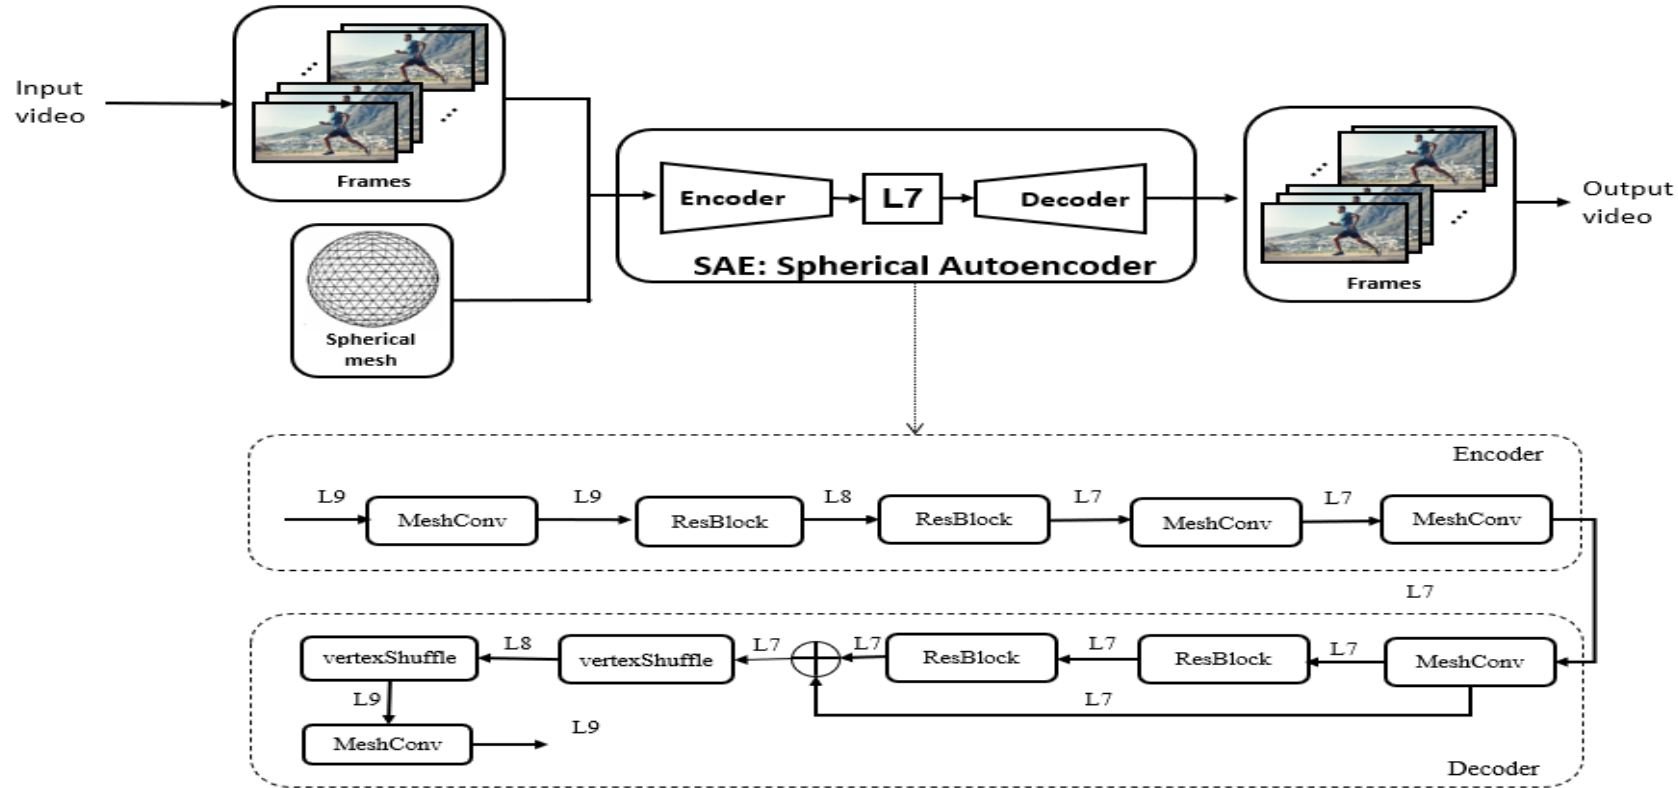 Input
video
Frames
Spherical
mesh
Encoder
L7
Decoder
SAE: Spherical Autoencoder
Frames
Output
video
Encoder
L9
MeshConv
L9
ResBlock
L8
ResBlock
L7
MeshConv
L7
MeshConv
L7
MeshConv
L7
ResBlock
L7
ResBlock
L7
L7
L7
vertexShuffle
L8
vertexShuffle
L9
MeshConv
L9
Decoder